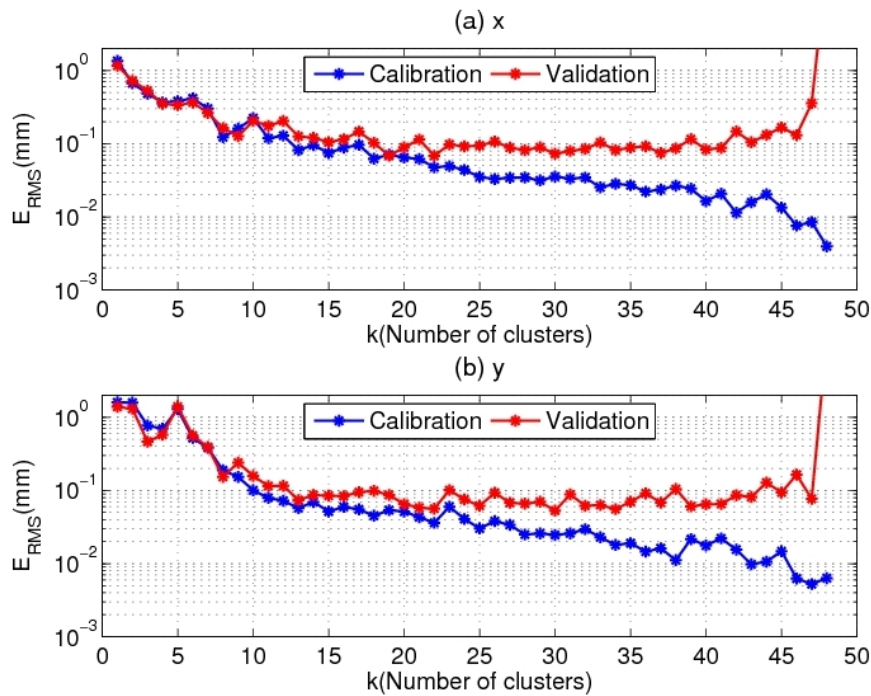 (a) x
10^0
10^-1
10^-2
10^-3
E_RMS(mm)
Calibration Validation
0 5 10 15 20 25 30 35 40 45 50
k(Number of clusters)
(b) y
10^0
10^-1
10^-2
10^-3
E_RMS(mm)
Calibration Validation
0 5 10 15 20 25 30 35 40 45 50
k(Number of clusters)